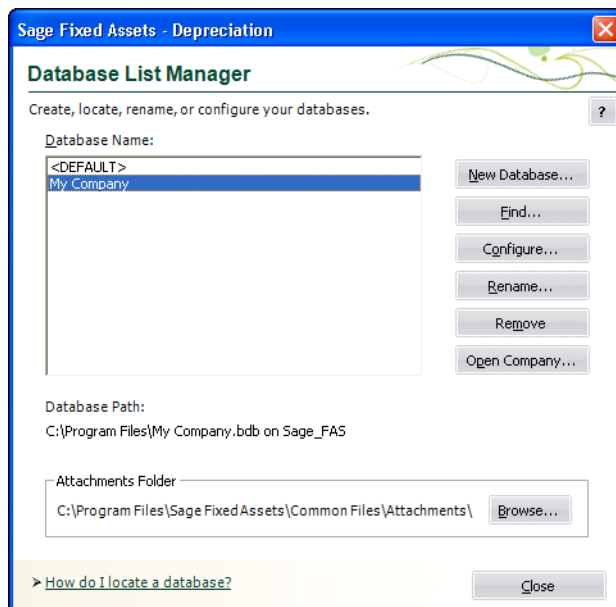 Sage Fixed Assets - Depreciation
Database List Manager
Create, locate, rename, or configure your databases.
?
Database Name:
<DEFAULT>
My Company
New Database...
Find...
Configure...
Rename...
Remove
Open Company...
Database Path:
C:\Program Files\My Company.bdb on Sage_FAS
Attachments Folder
C:\Program Files\Sage Fixed Assets\Common Files\Attachments\
Browse...
➤ How do I locate a database?
Close